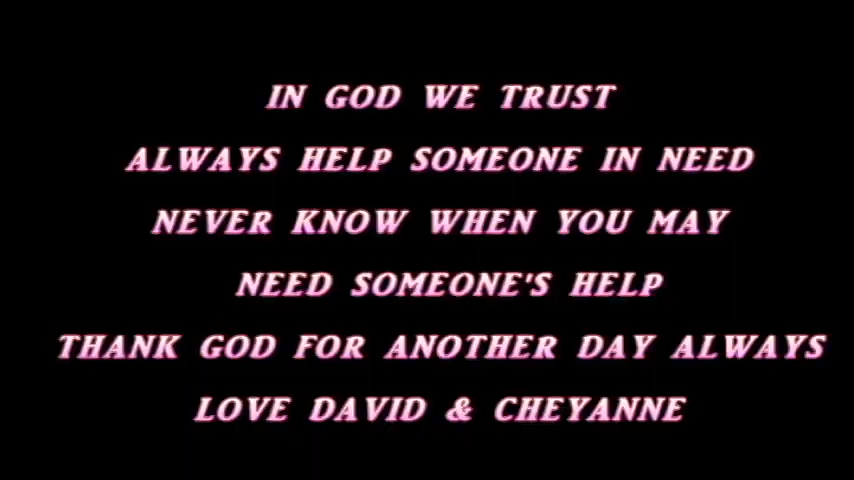 IN GOD WE TRUST
ALWAYS HELP SOMEONE IN NEED
NEVER KNOW WHEN YOU MAY
NEED SOMEONE'S HELP
THANK GOD FOR ANOTHER DAY ALWAYS
LOVE DAVID & CHEYANNE